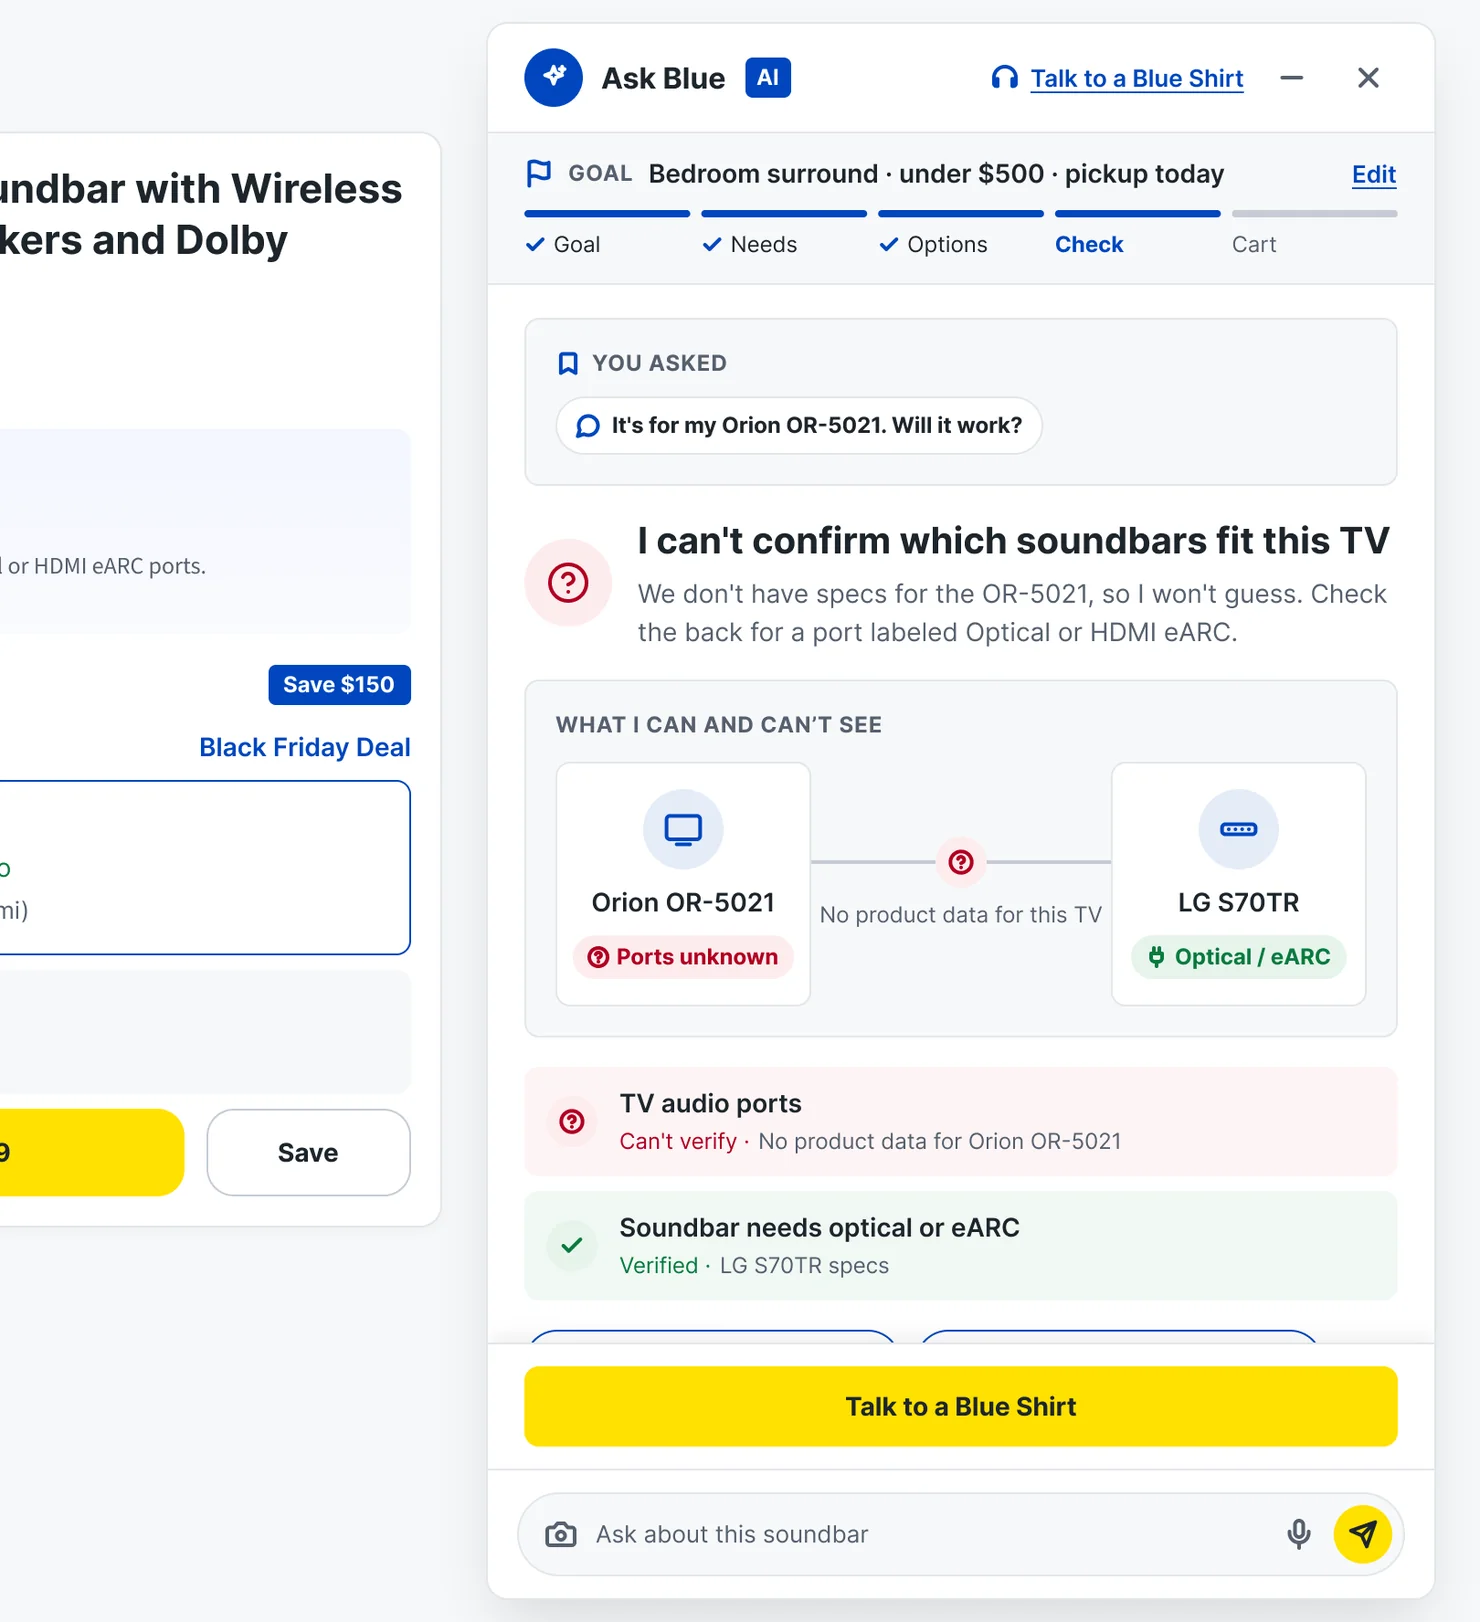 undbar with Wireless
kers and Dolby
l or HDMI eARC ports.
Save $150
Black Friday Deal
o
mi)
9
Save
Ask Blue
AI
Talk to a Blue Shirt
GOAL Bedroom surround · under $500 · pickup today
Edit
Goal
Needs
Options
Check
Cart
YOU ASKED
It's for my Orion OR-5021. Will it work?
I can't confirm which soundbars fit this TV
We don't have specs for the OR-5021, so I won't guess. Check
the back for a port labeled Optical or HDMI eARC.
WHAT I CAN AND CAN’T SEE
Orion OR-5021
Ports unknown
No product data for this TV
LG S70TR
Optical / eARC
TV audio ports
Can't verify · No product data for Orion OR-5021
Soundbar needs optical or eARC
Verified · LG S70TR specs
Talk to a Blue Shirt
Ask about this soundbar